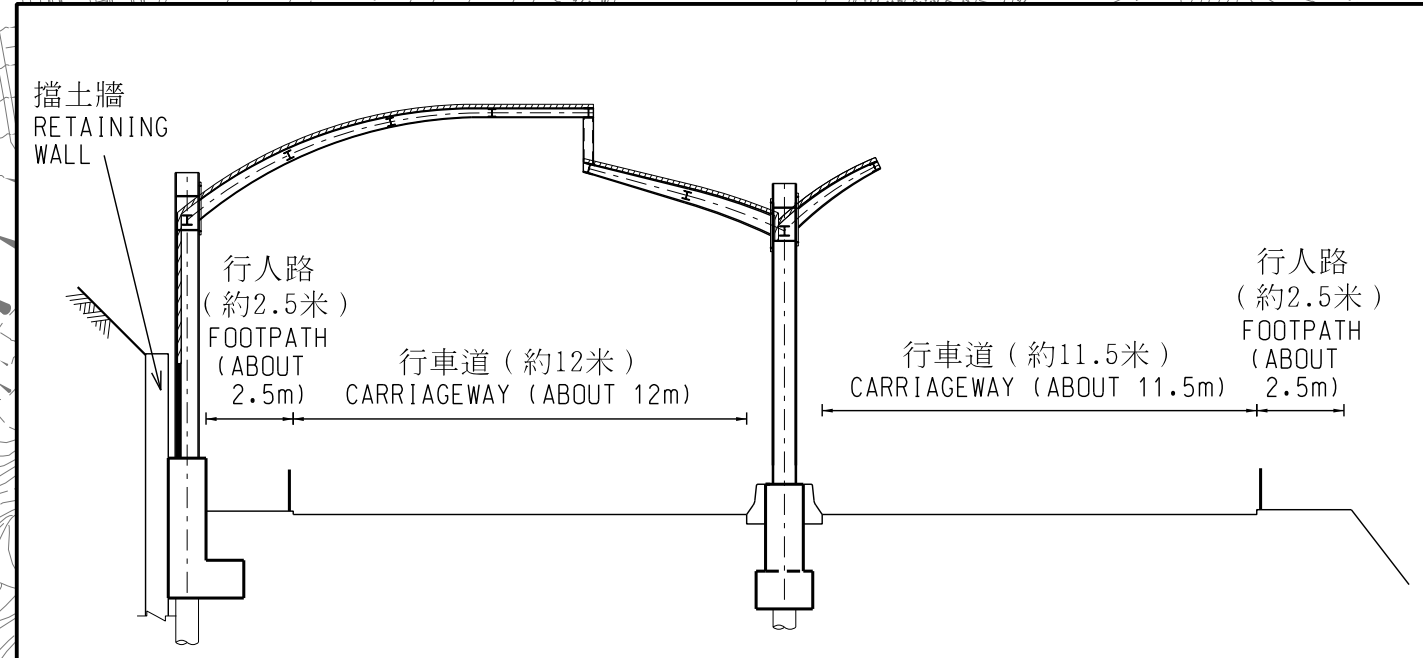 擋土牆
RETAINING
WALL
行人路
(約2.5米)
FOOTPATH
(ABOUT
2.5m)
行車道(約12米)
CARRIAGEWAY (ABOUT 12m)
行車道(約11.5米)
CARRIAGEWAY (ABOUT 11.5m)
行人路
(約2.5米)
FOOTPATH
(ABOUT
2.5m)